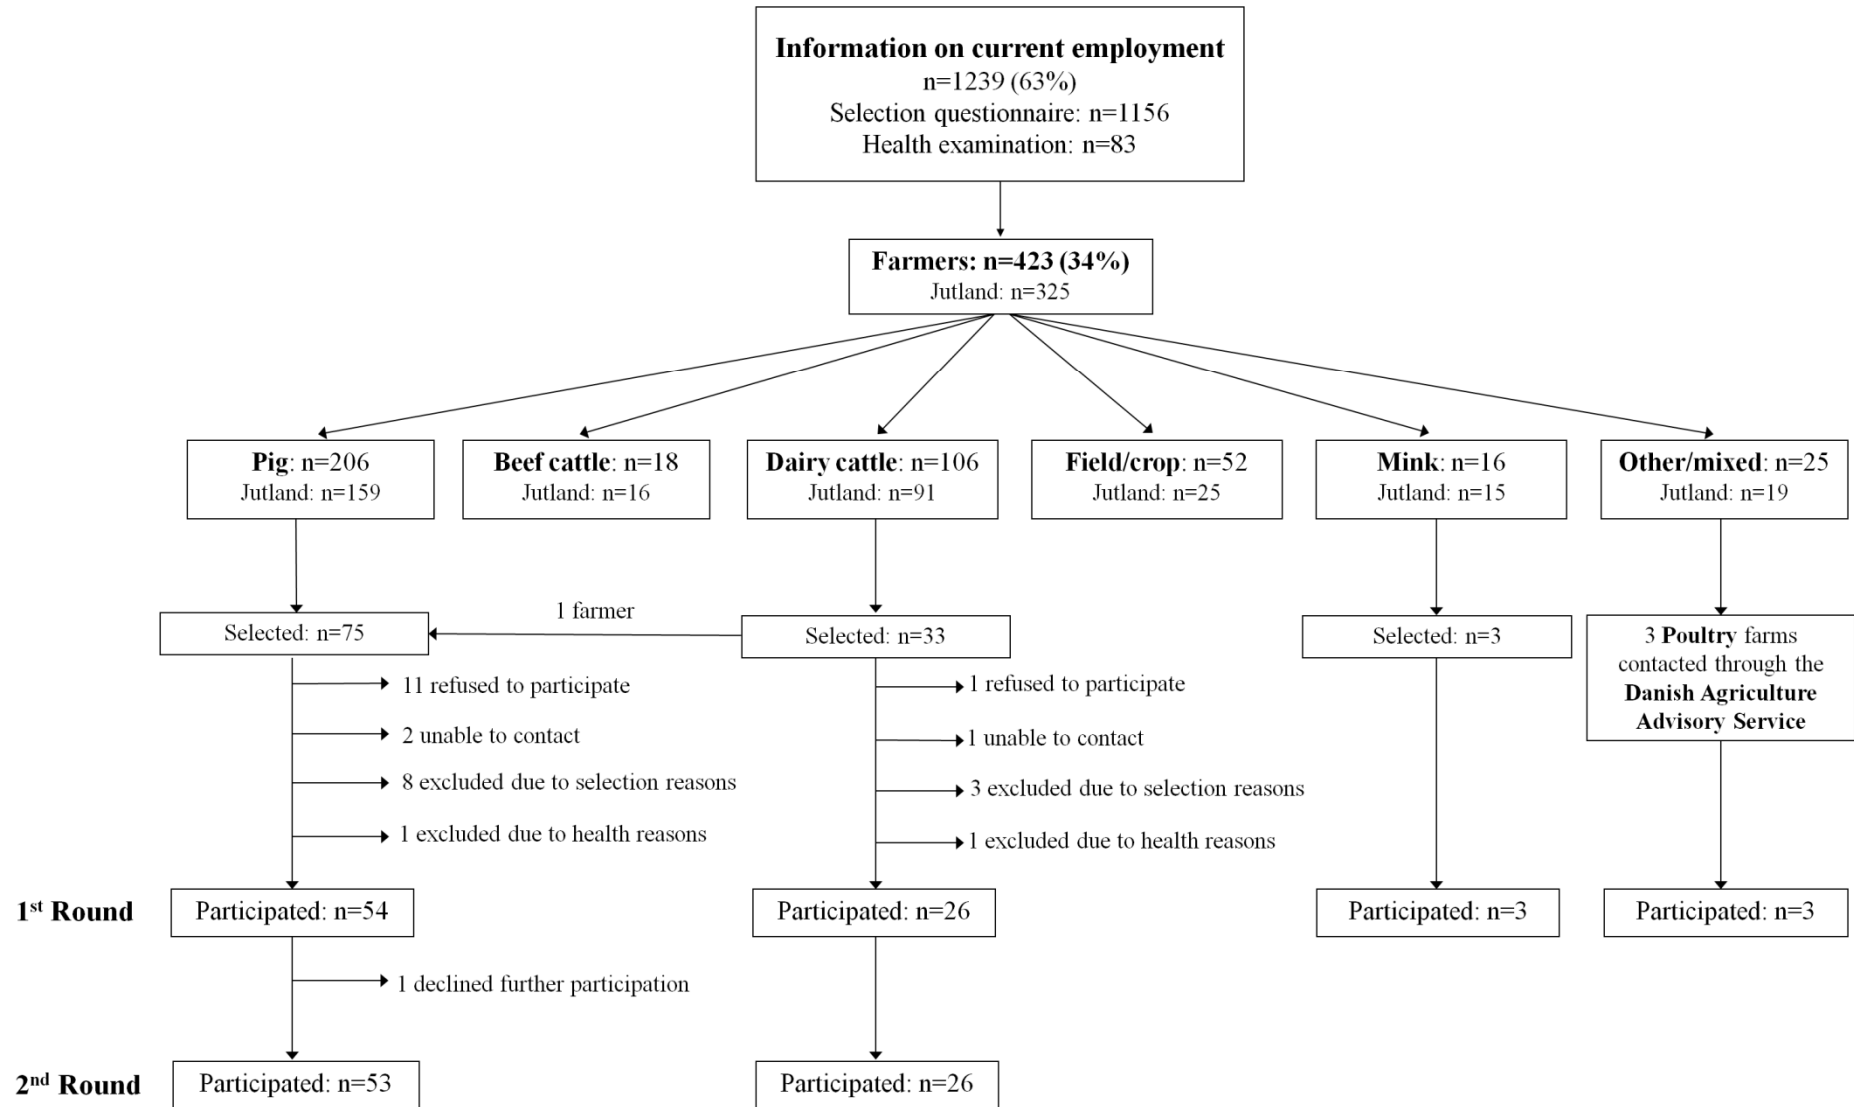 Information on current employment
n=1239 (63%)
Selection questionnaire: n=1156
Health examination: n=83
Farmers: n=423 (34%)
Jutland: n=325
Pig: n=206
Jutland: n=159
Beef cattle: n=18
Jutland: n=16
Dairy cattle: n=106
Jutland: n=91
Field/crop: n=52
Jutland: n=25
Mink: n=16
Jutland: n=15
Other/mixed: n=25
Jutland: n=19
Selected: n=75
1 farmer
Selected: n=33
Selected: n=3
3 Poultry farms
contacted through the
Danish Agriculture
Advisory Service
11 refused to participate
2 unable to contact
8 excluded due to selection reasons
1 excluded due to health reasons
1 refused to participate
1 unable to contact
3 excluded due to selection reasons
1 excluded due to health reasons
1st Round
Participated: n=54
Participated: n=26
Participated: n=3
Participated: n=3
1 declined further participation
2nd Round
Participated: n=53
Participated: n=26